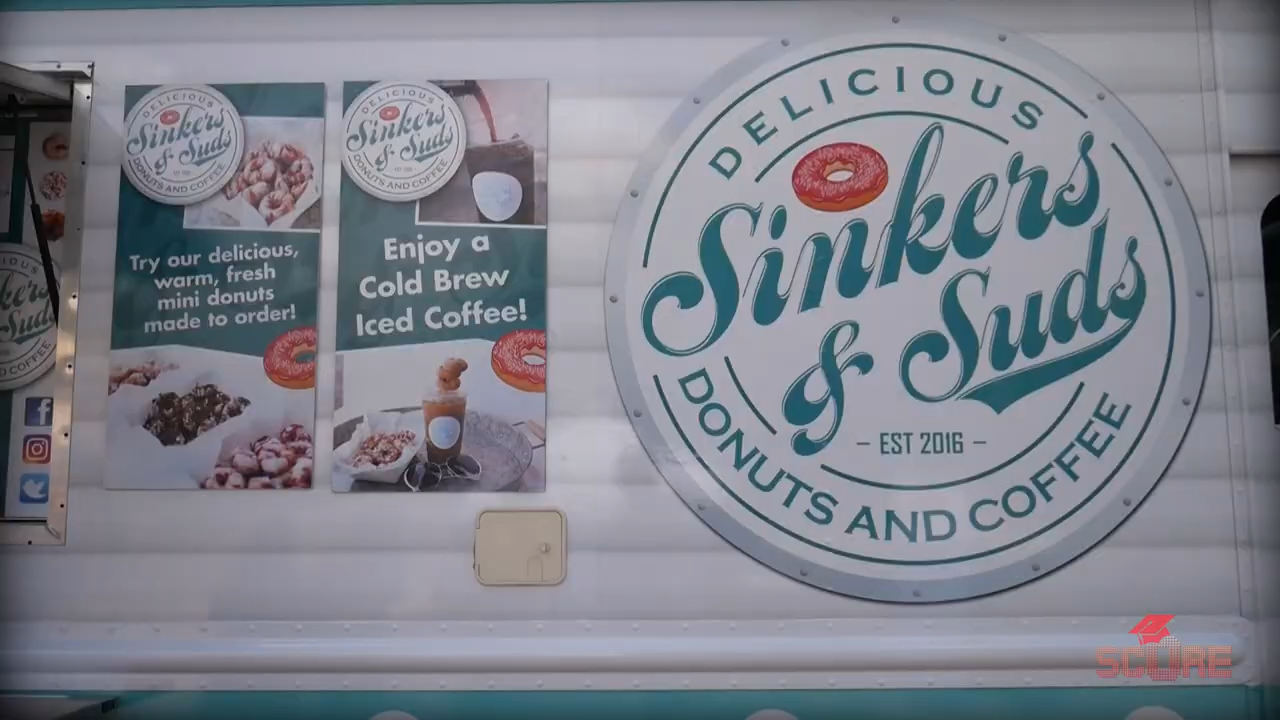 DELICIOUS
Sinkers
& Suds
DONUTS AND COFFEE
Try our delicious,
warm, fresh
mini donuts
made to order!
DELICIOUS
Sinkers
& Suds
DONUTS AND COFFEE
Enjoy a
Cold Brew
Iced Coffee!
DELICIOUS
Sinkers
& Suds
– EST 2016 –
DONUTS AND COFFEE
SCORE